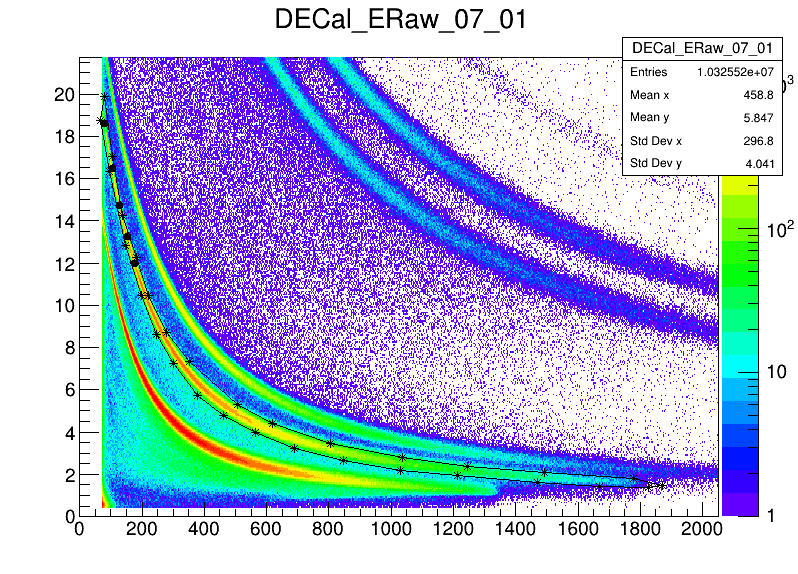 DECal_ERaw_07_01
DECal_ERaw_07_01
Entries 1.032552e+07
Mean x 458.8
Mean y 5.847
Std Dev x 296.8
Std Dev y 4.041
20
18
16
14
12
10
8
6
4
2
0
0 200 400 600 800 1000 1200 1400 1600 1800 2000
3
10²
10
1